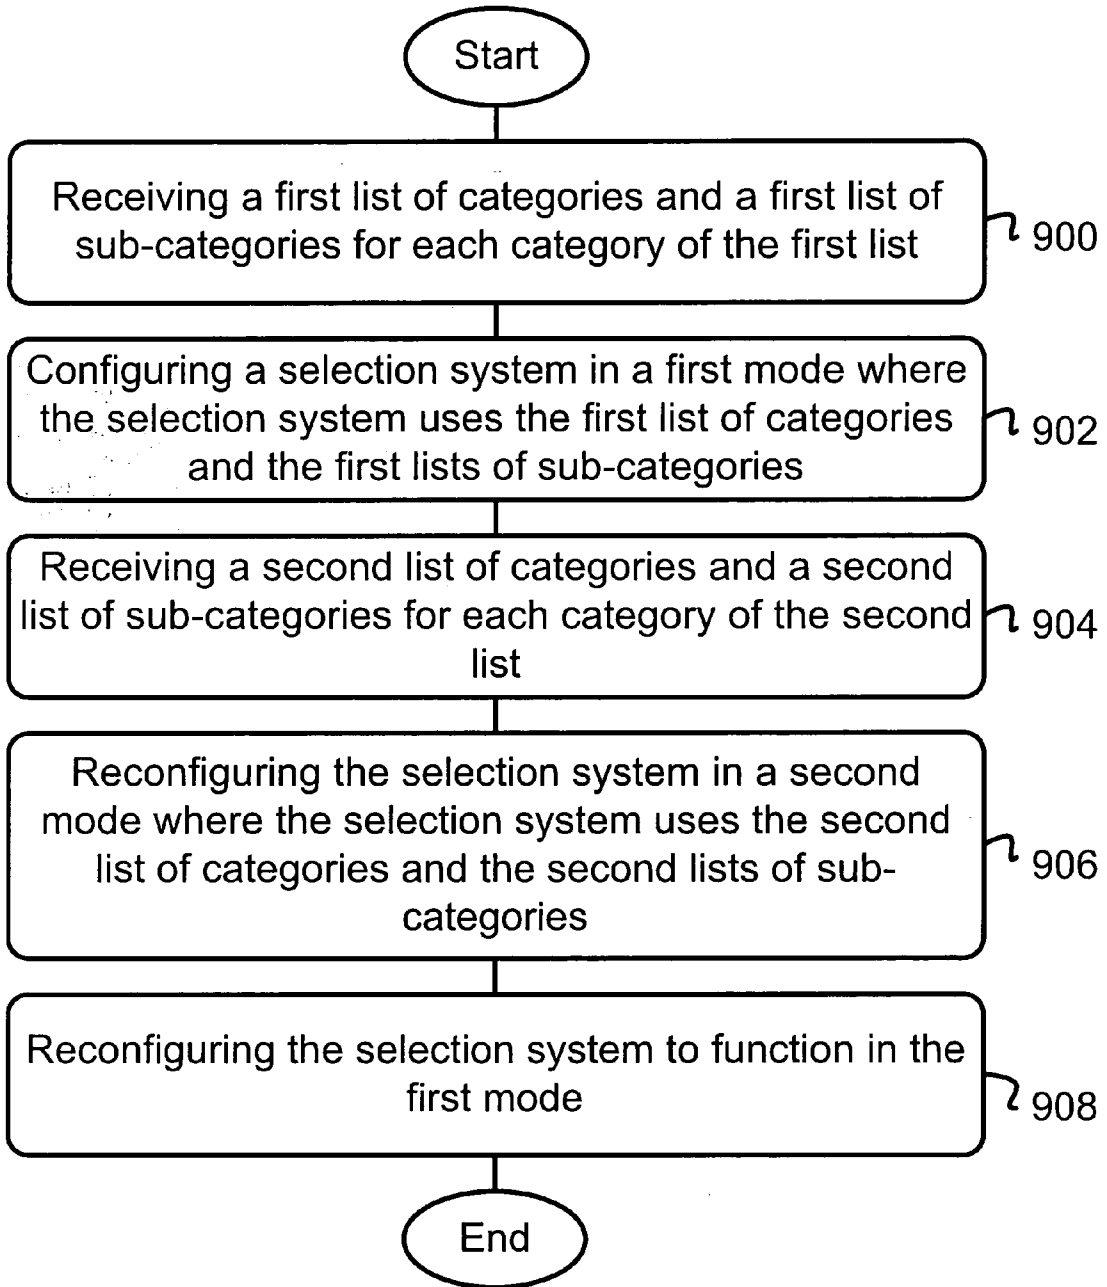 Start
Receiving a first list of categories and a first list of
sub-categories for each category of the first list
900
Configuring a selection system in a first mode where
the selection system uses the first list of categories
and the first lists of sub-categories
902
Receiving a second list of categories and a second
list of sub-categories for each category of the second
list
904
Reconfiguring the selection system in a second
mode where the selection system uses the second
list of categories and the second lists of sub-
categories
906
Reconfiguring the selection system to function in the
first mode
908
End